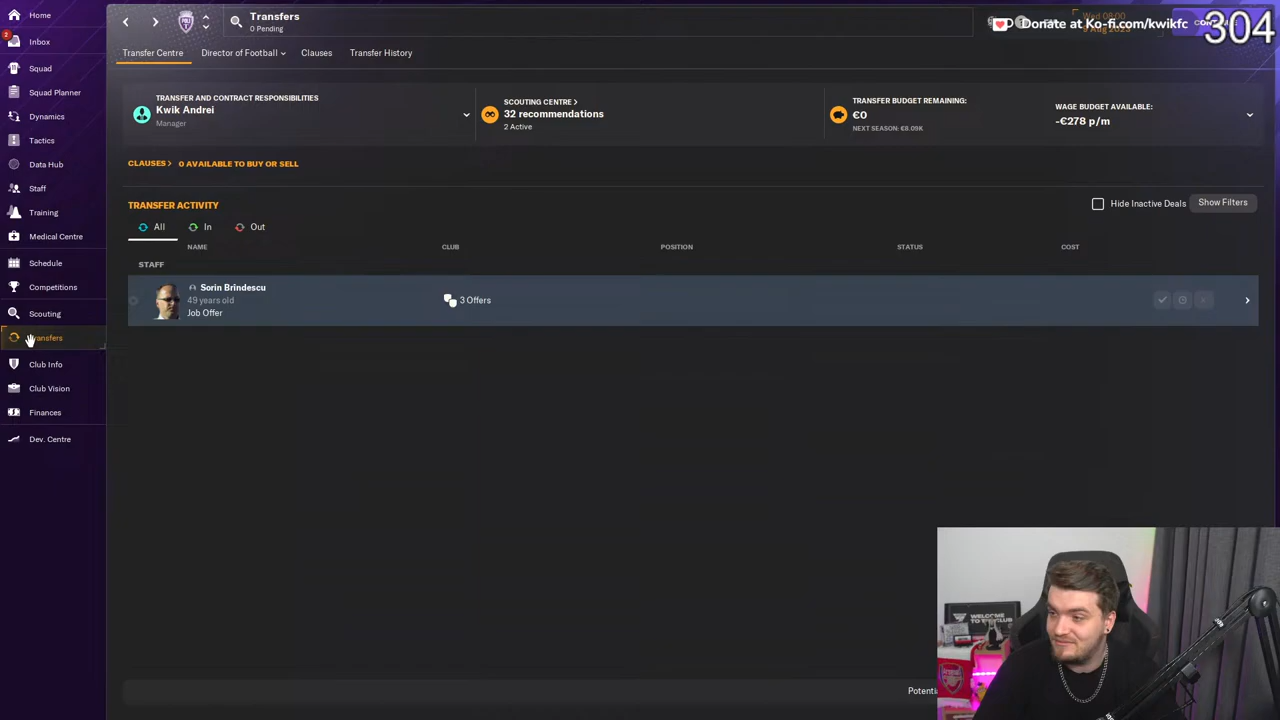 Home
2
Inbox
Squad
Squad Planner
Dynamics
Tactics
Data Hub
Staff
Training
Medical Centre
Schedule
Competitions
Scouting
Transfers
Club Info
Club Vision
Finances
Dev. Centre
Transfers
0 Pending
Donate at Ko-fi.com/kwikfc
304
Transfer Centre
Director of Football
Clauses
Transfer History
TRANSFER AND CONTRACT RESPONSIBILITIES
Kwik Andrei
Manager
SCOUTING CENTRE >
32 recommendations
2 Active
TRANSFER BUDGET REMAINING:
€0
NEXT SEASON: €8.09K
WAGE BUDGET AVAILABLE:
-€278 p/m
CLAUSES > 0 AVAILABLE TO BUY OR SELL
TRANSFER ACTIVITY
Hide Inactive Deals
Show Filters
All
In
Out
NAME CLUB POSITION STATUS COST
STAFF
Sorin Brîndescu
49 years old
Job Offer
3 Offers
WELCOME
Arsenal